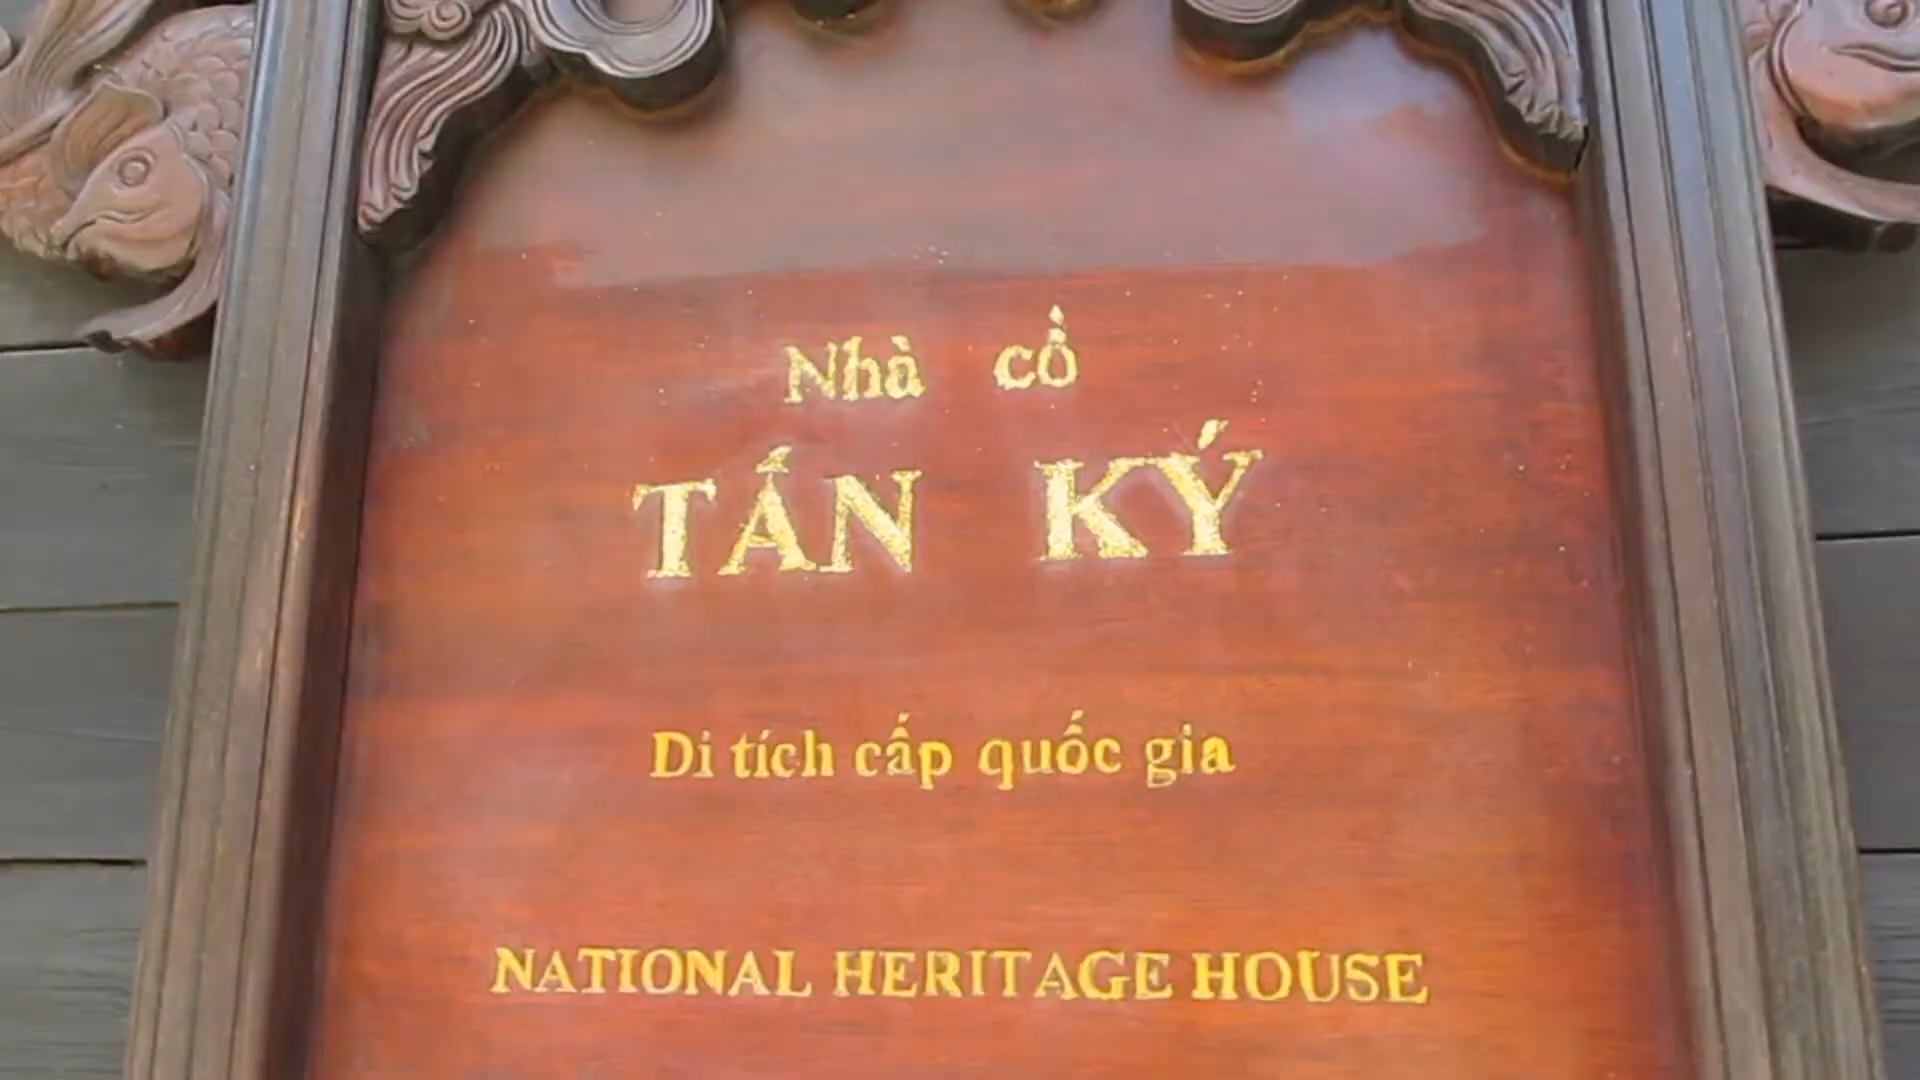 Nhà cổ
TẤN KÝ
Di tích cấp quốc gia
NATIONAL HERITAGE HOUSE